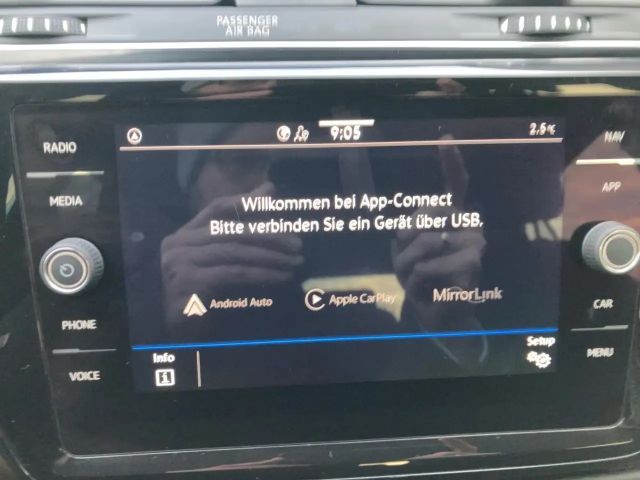 PASSENGER
AIR BAG
RADIO
9:05
2.5°C
NAV
MEDIA
APP
Willkommen bei App-Connect
Bitte verbinden Sie ein Gerät über USB.
Android Auto
Apple CarPlay
MirrorLink
CAR
PHONE
Info
Setup
MENU
VOICE